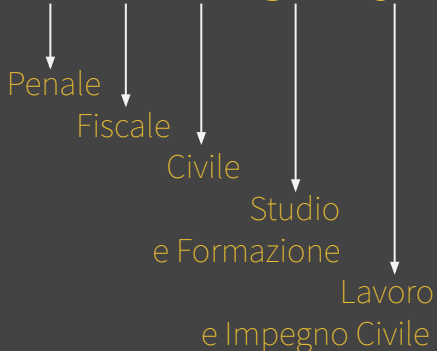 Penale
Fiscale
Civile
Studio
e Formazione
Lavoro
e Impegno Civile